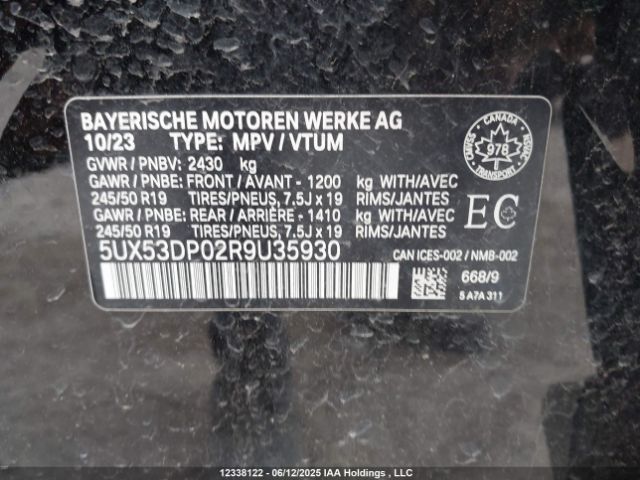 BAYERISCHE MOTOREN WERKE AG
10/23 TYPE: MPV / VTUM
GVWR / PNBV: 2430 kg
GAWR / PNBE: FRONT / AVANT - 1200 kg WITH/AVEC
245/50 R19 TIRES/PNEUS, 7.5J x 19 RIMS/JANTES
GAWR / PNBE: REAR / ARRIÈRE - 1410 kg WITH/AVEC
245/50 R19 TIRES/PNEUS, 7.5J x 19 RIMS/JANTES
5UX53DP02R9U35930
CANADA
CMVSS
978
NSVAC
TRANSPORT
EC
CAN ICES-002 / NMB-002
668/9
5 A7A 311
12338122 - 06/12/2025 IAA Holdings , LLC